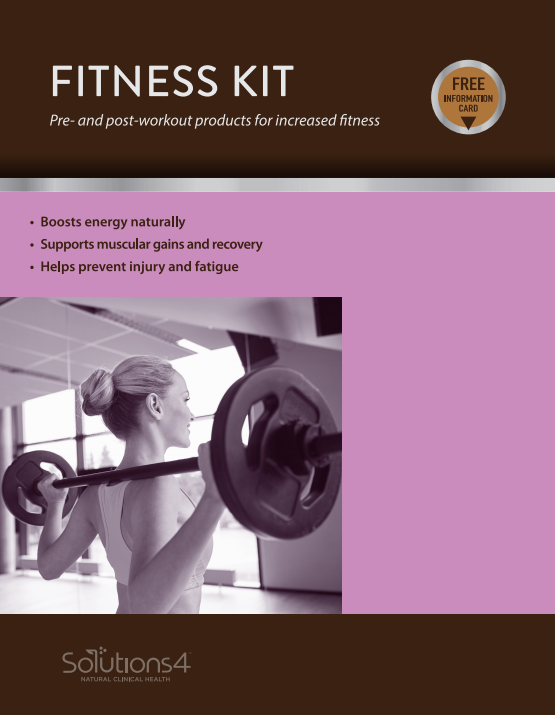 FITNESS KIT
Pre- and post-workout products for increased fitness
FREE
INFORMATION
CARD
• Boosts energy naturally
• Supports muscular gains and recovery
• Helps prevent injury and fatigue
Solutions4
NATURAL CLINICAL HEALTH